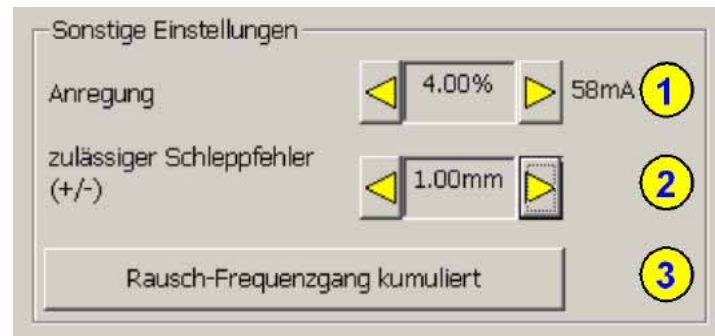 Sonstige Einstellungen
Anregung 4.00% 58mA 1
zulässiger Schleppfehler
(+/-) 1.00mm 2
Rausch-Frequenzgang kumuliert 3